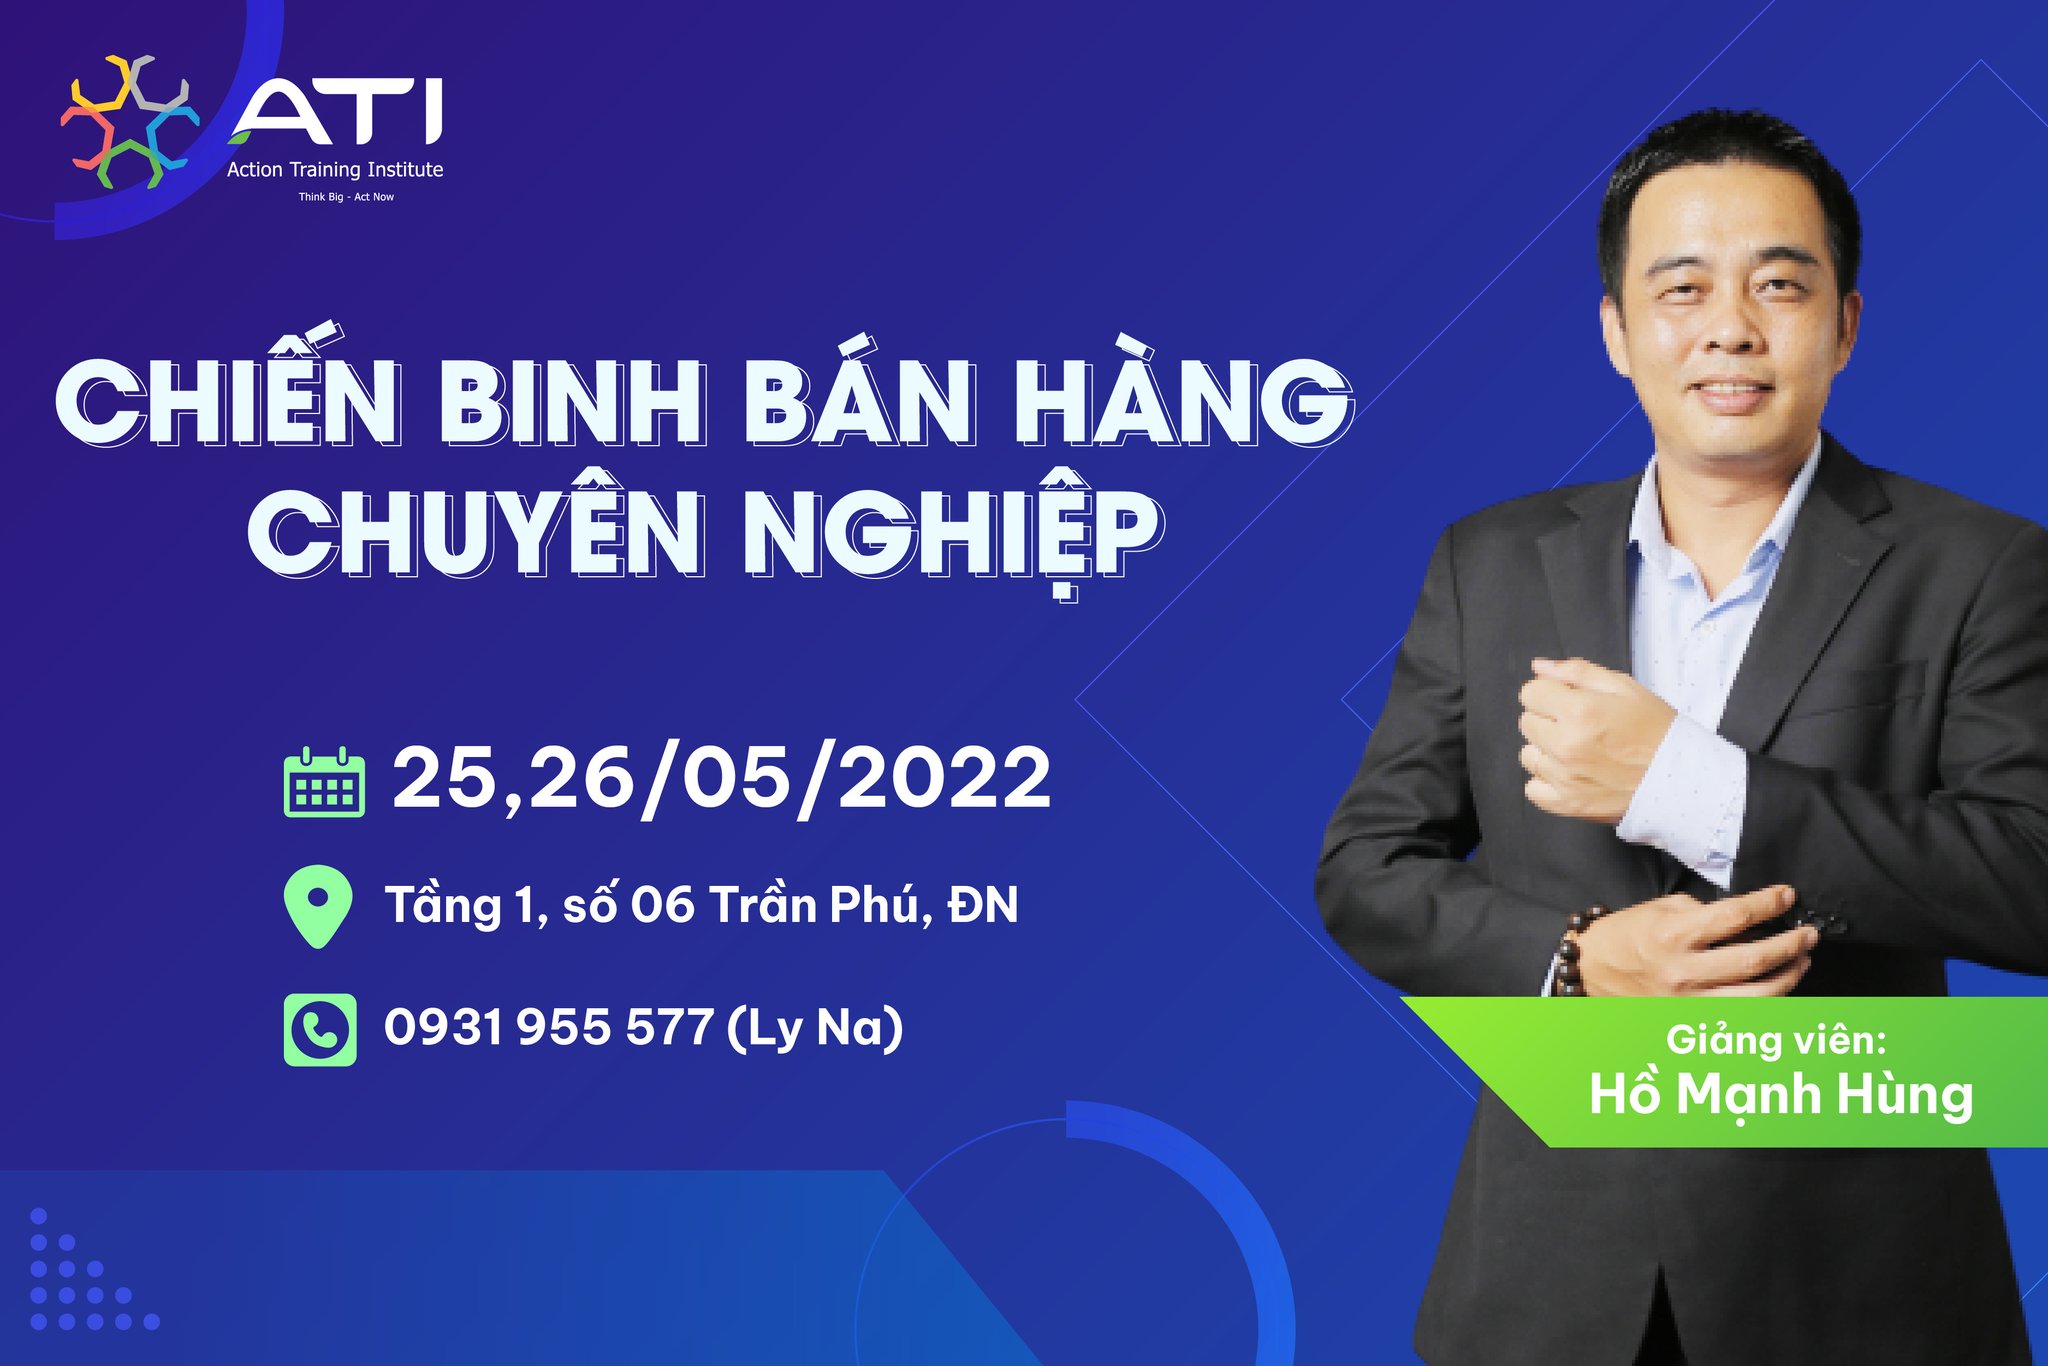 ATI
Action Training Institute
Think Big - Act Now
CHIẾN BINH BÁN HÀNG
CHUYÊN NGHIỆP
25,26/05/2022
Tầng 1, số 06 Trần Phú, ĐN
0931 955 577 (Ly Na)
Giảng viên:
Hồ Mạnh Hùng